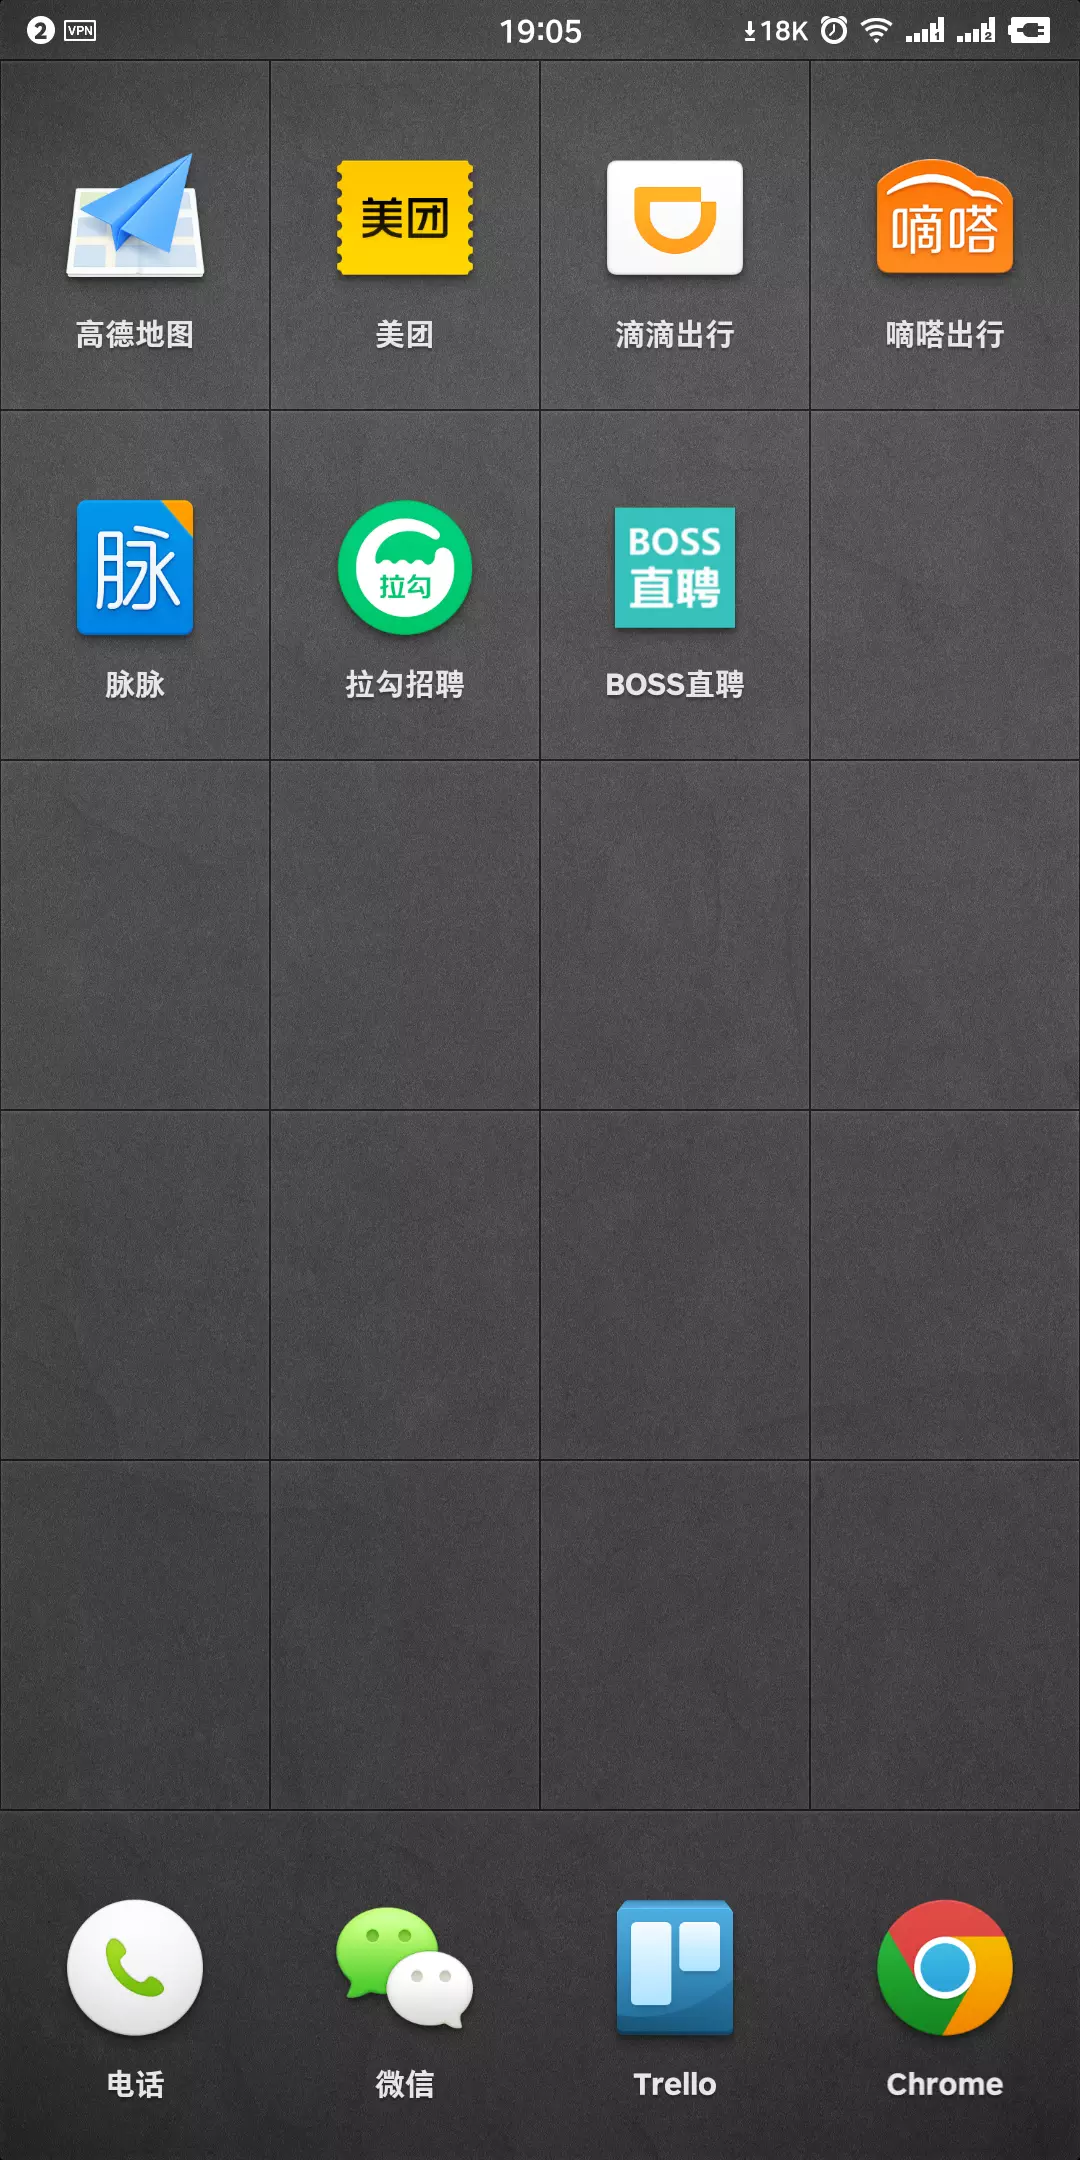 2 VPN 19:05 18K 1 2
美团
嘀嗒
高德地图 美团 滴滴出行 嘀嗒出行
脉
拉勾
BOSS
直聘
脉脉 拉勾招聘 BOSS直聘
电话 微信 Trello Chrome